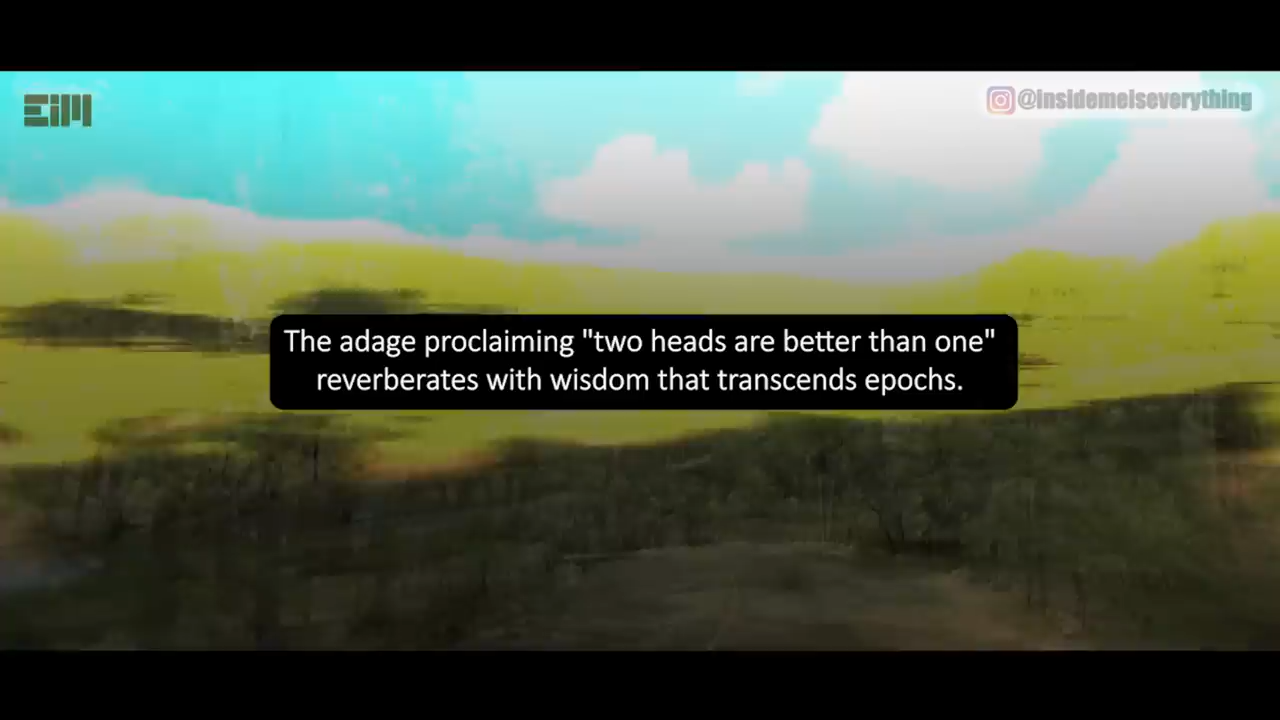 EiM
@insidemeiseverything
The adage proclaiming "two heads are better than one"
reverberates with wisdom that transcends epochs.